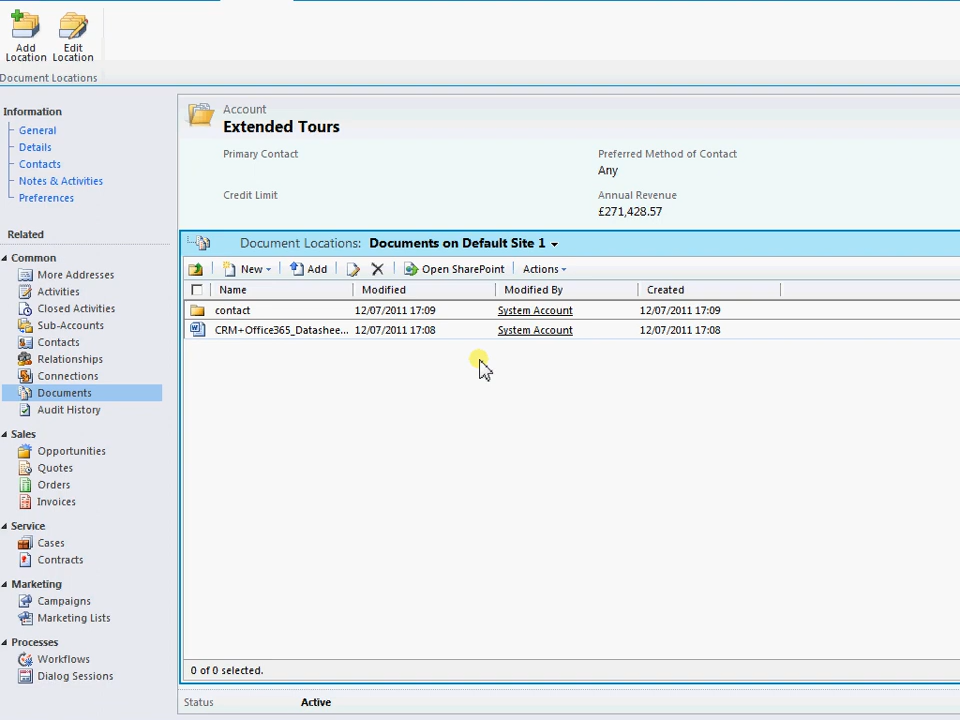 Add Location
Edit Location
Document Locations
Information
General
Details
Contacts
Notes & Activities
Preferences
Related
Common
More Addresses
Activities
Closed Activities
Sub-Accounts
Contacts
Relationships
Connections
Documents
Audit History
Sales
Opportunities
Quotes
Orders
Invoices
Service
Cases
Contracts
Marketing
Campaigns
Marketing Lists
Processes
Workflows
Dialog Sessions
Account
Extended Tours
Primary Contact
Preferred Method of Contact
Any
Credit Limit
Annual Revenue
£271,428.57
Document Locations: Documents on Default Site 1
New Add Open SharePoint Actions
Name Modified Modified By Created
contact 12/07/2011 17:09 System Account 12/07/2011 17:09
CRM+Office365_Datashee... 12/07/2011 17:08 System Account 12/07/2011 17:08
0 of 0 selected.
Status Active